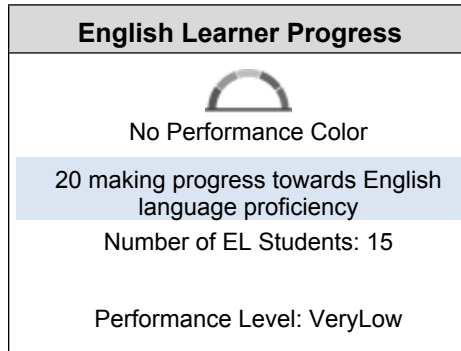 English Learner Progress
No Performance Color
20 making progress towards English
language proficiency
Number of EL Students: 15
Performance Level: VeryLow